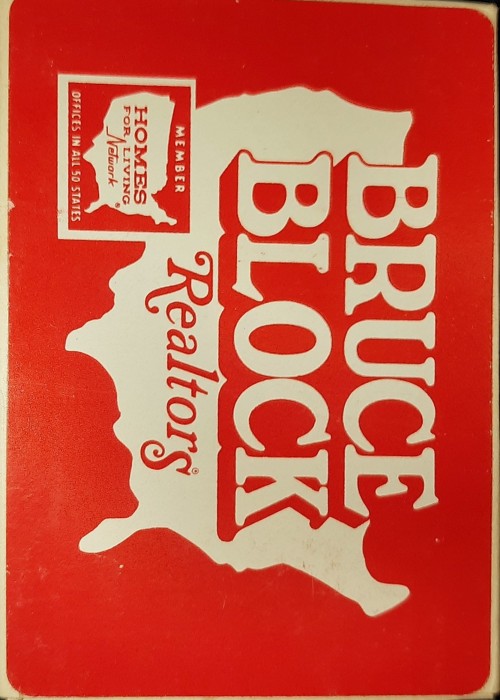 BRUCE
BLOCK
Realtors®
MEMBER
HOMES
FOR LIVING
Network®
OFFICES IN ALL 50 STATES